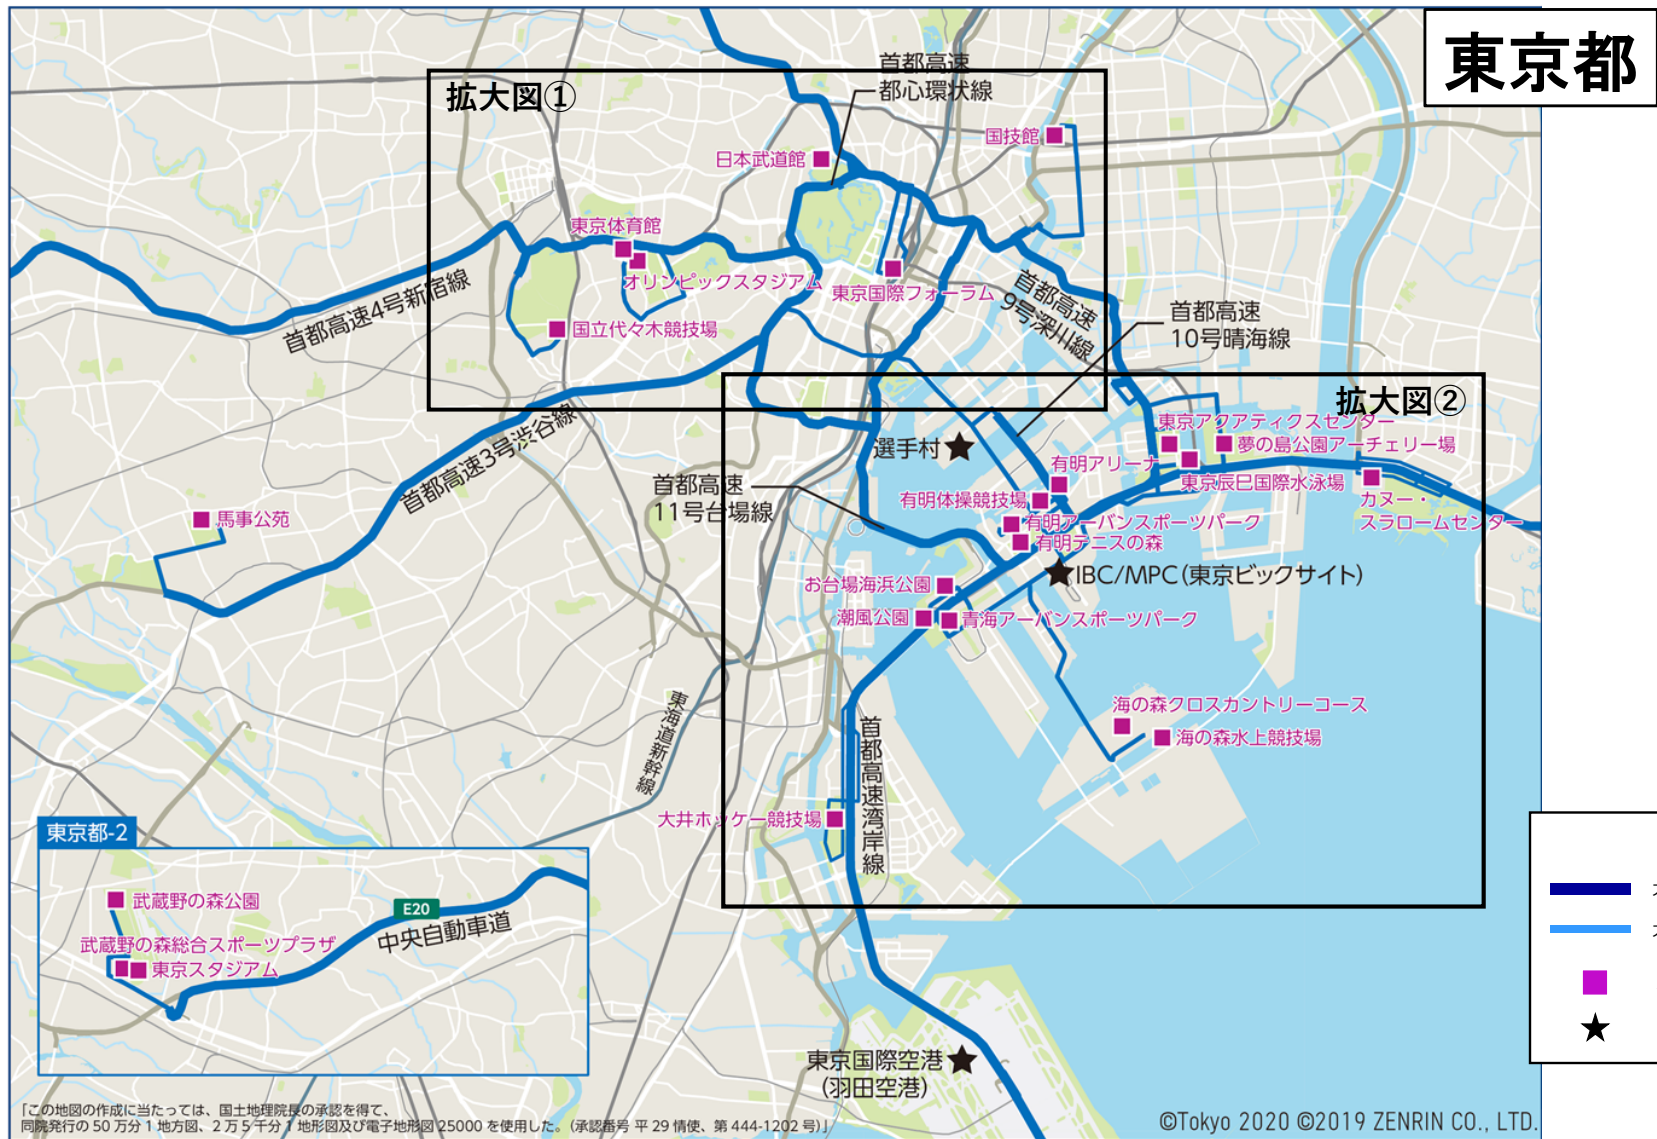 東京都
拡大図①
首都高速
都心環状線
国技館
日本武道館
東京体育館
オリンピックスタジアム
東京国際フォーラム
首都高速4号新宿線
国立代々木競技場
首都高速
9号深川線
首都高速
10号晴海線
拡大図②
首都高速3号渋谷線
東京アクアティクスセンター
選手村
夢の島公園アーチェリー場
有明アリーナ
東京辰巳国際水泳場
首都高速
11号台場線
有明体操競技場
カヌー・
スラロームセンター
馬事公苑
有明アーバンスポーツパーク
有明テニスの森
IBC/MPC(東京ビックサイト)
お台場海浜公園
潮風公園
青海アーバンスポーツパーク
東海道新幹線
首都高速湾岸線
海の森クロスカントリーコース
海の森水上競技場
大井ホッケー競技場
東京都-2
武蔵野の森公園
E20
中央自動車道
武蔵野の森総合スポーツプラザ
東京スタジアム
東京国際空港
(羽田空港)
「この地図の作成に当たっては、国土地理院長の承認を得て、
同院発行の 50 万分 1 地方図、2 万 5 千分 1 地形図及び電子地形図 25000 を使用した。(承認番号 平 29 情使、第 444-1202 号)」
©Tokyo 2020 ©2019 ZENRIN CO., LTD.